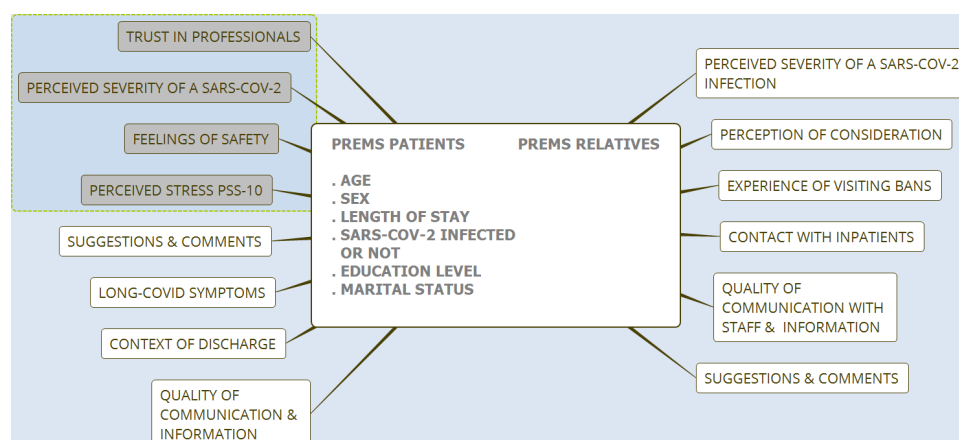 TRUST IN PROFESSIONALS
PERCEIVED SEVERITY OF A SARS-COV-2
FEELINGS OF SAFETY
PERCEIVED STRESS PSS-10
SUGGESTIONS & COMMENTS
LONG-COVID SYMPTOMS
CONTEXT OF DISCHARGE
QUALITY OF
COMMUNICATION &
INFORMATION
PREMS PATIENTS
PREMS RELATIVES
. AGE
. SEX
. LENGTH OF STAY
. SARS-COV-2 INFECTED
OR NOT
. EDUCATION LEVEL
. MARITAL STATUS
PERCEIVED SEVERITY OF A SARS-COV-2
INFECTION
PERCEPTION OF CONSIDERATION
EXPERIENCE OF VISITING BANS
CONTACT WITH INPATIENTS
QUALITY OF
COMMUNICATION WITH
STAFF & INFORMATION
SUGGESTIONS & COMMENTS